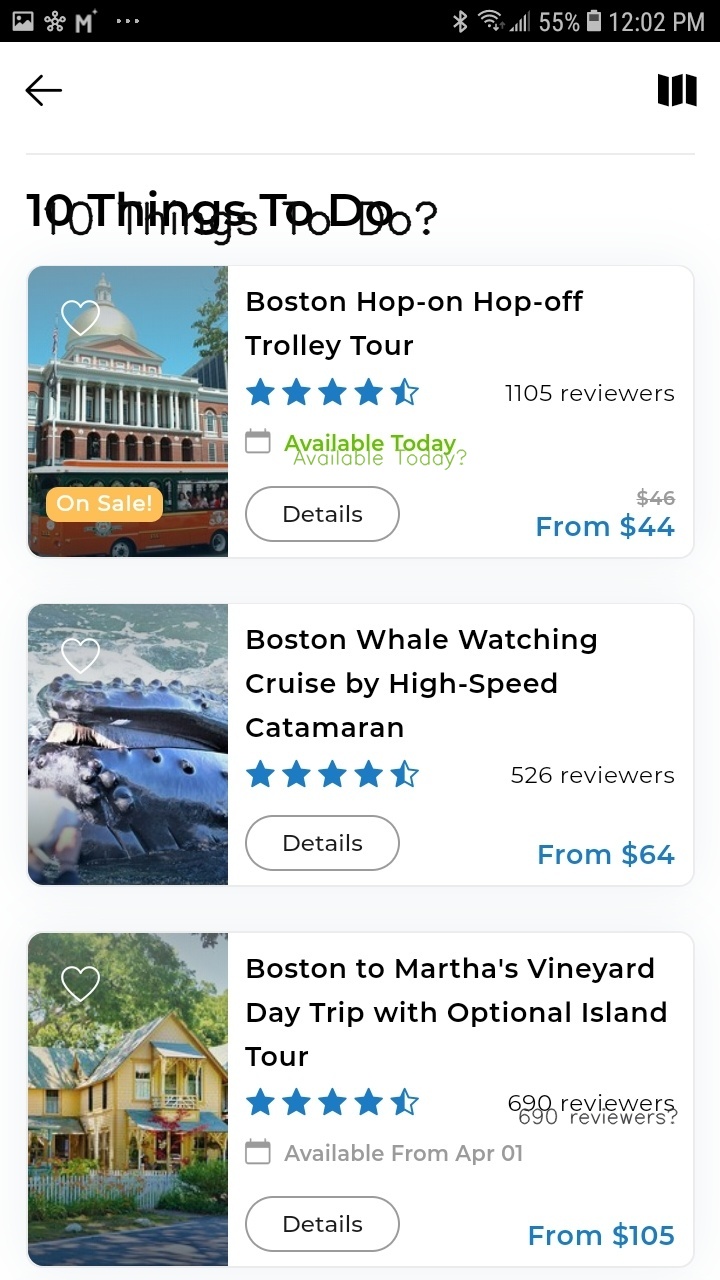 55% 12:02 PM
10 Things To Do
10 Things To Do?
Boston Hop-on Hop-off
Trolley Tour
1105 reviewers
Available Today
Available Today?
On Sale!
Details
$46
From $44
Boston Whale Watching
Cruise by High-Speed
Catamaran
526 reviewers
Details
From $64
Boston to Martha's Vineyard
Day Trip with Optional Island
Tour
690 reviewers
690 reviewers?
Available From Apr 01
Details
From $105